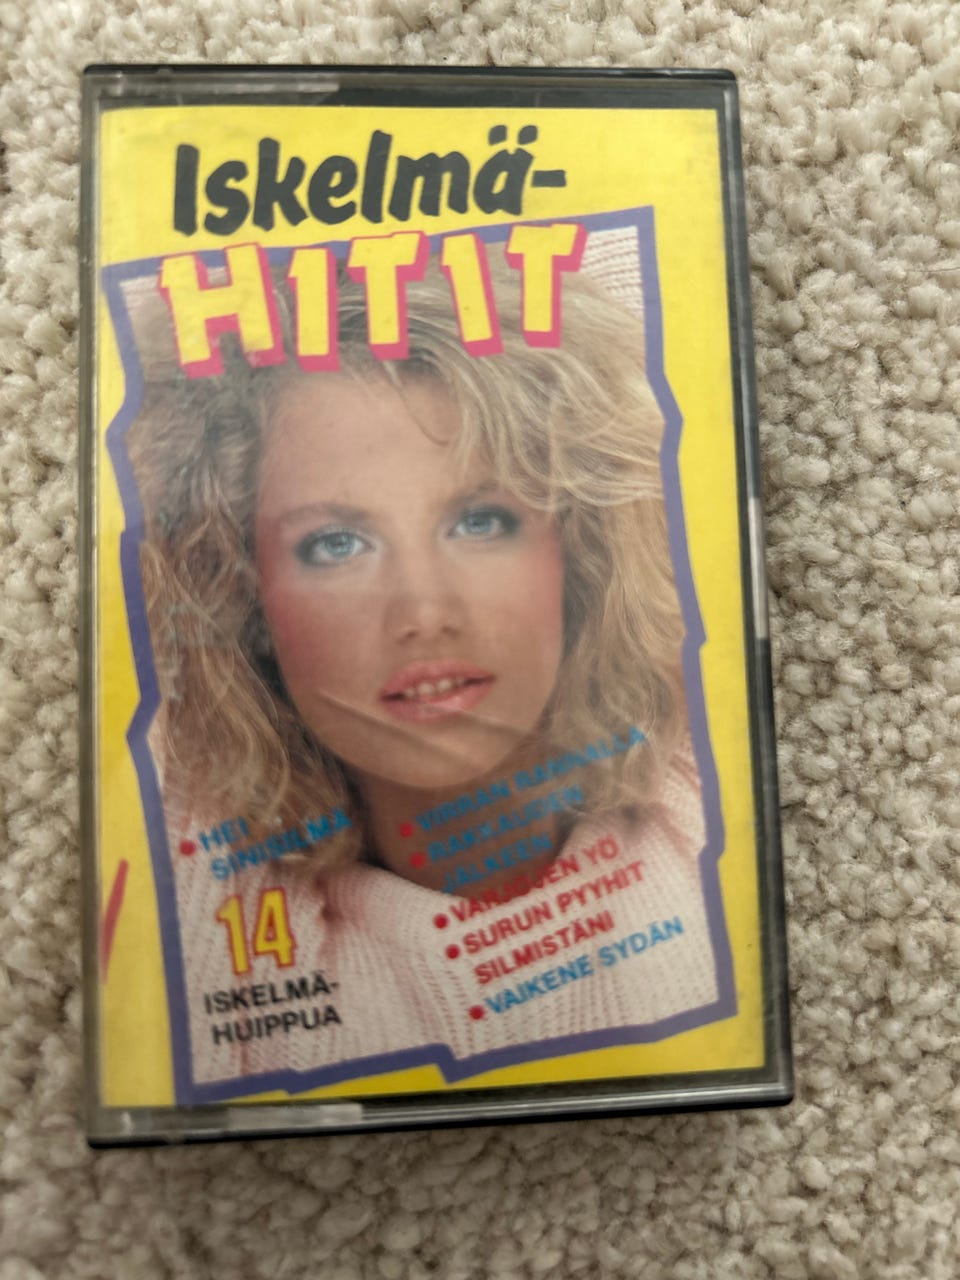 Iskelmä-
HITIT
• HEI
SINISILMÄ
14
ISKELMÄ-
HUIPPUA
• VIRRAN RANNALLA
• RAKKAUDEN
JÄLKEEN
• VARJOJEN YÖ
• SURUN PYYHIT
SILMISTÄNI
• VAIKENE SYDÄN